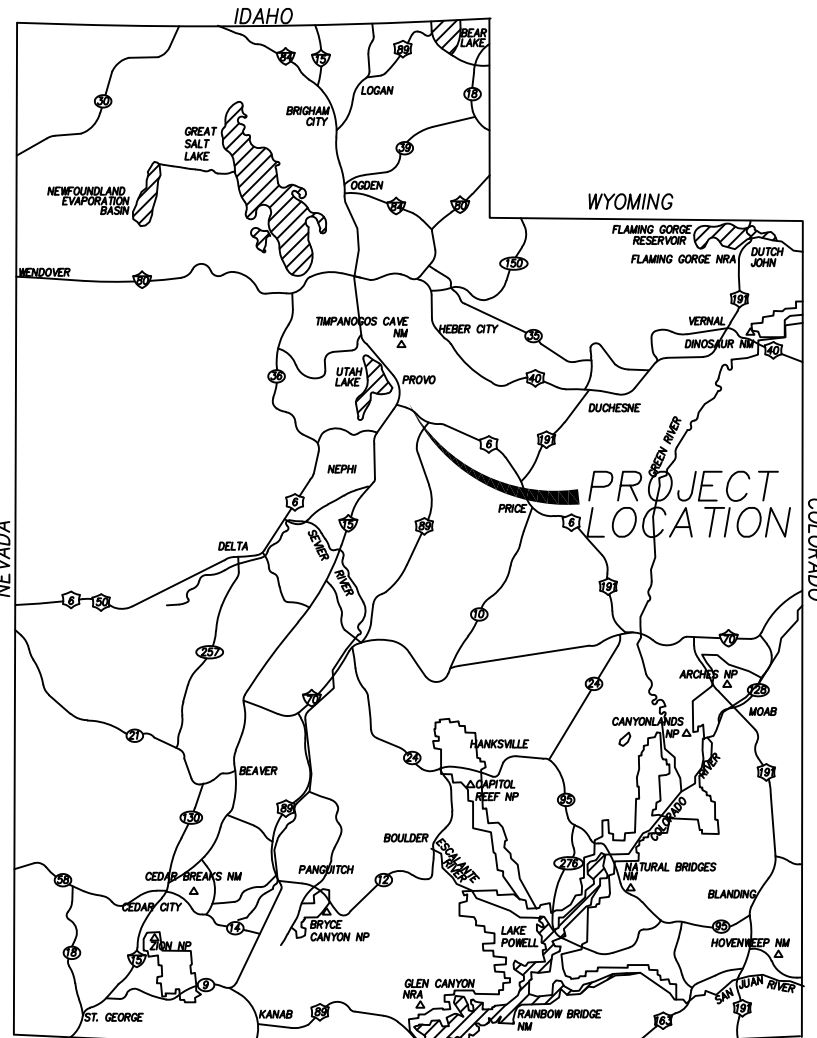 IDAHO
BEAR
LAKE
84
15
89
LOGAN
30
18
BRIGHAM
CITY
GREAT
SALT
LAKE
39
OGDEN
NEWFOUNDLAND
EVAPORATION
BASIN
84
80
WYOMING
FLAMING GORGE
RESERVOIR
DUTCH
JOHN
FLAMING GORGE NRA
150
WENDOVER
80
191
TIMPANOGOS CAVE
NM
HEBER CITY
35
VERNAL
DINOSAUR NM
40
UTAH
LAKE
36
PROVO
40
DUCHESNE
6
191
GREEN RIVER
NEPHI
PROJECT
LOCATION
PRICE
6
6
15
89
NEVADA
COLORADO
DELTA
SEVIER
RIVER
191
6
50
10
257
70
24
ARCHES NP
128
MOAB
70
21
CANYONLANDS
NP
HANKSVILLE
24
BEAVER
CAPITOL
REEF NP
191
COLORADO
RIVER
95
89
130
BOULDER
ESCALANTE
RIVER
276
NATURAL BRIDGES
NM
58
CEDAR BREAKS NM
PANGUITCH
12
BLANDING
CEDAR CITY
14
BRYCE
CANYON NP
LAKE
POWELL
95
18
ZION NP
HOVENWEEP NM
15
9
GLEN CANYON
NRA
SAN JUAN RIVER
ST. GEORGE
KANAB
89
RAINBOW BRIDGE
NM
163
191